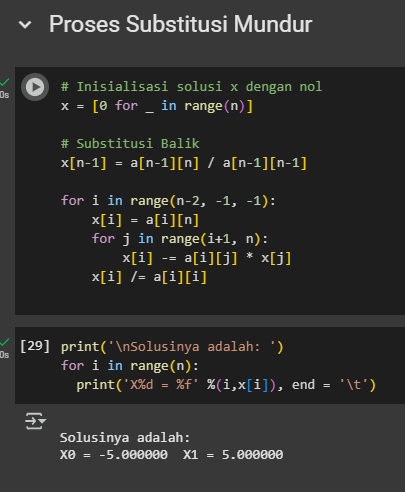 Proses Substitusi Mundur
0s
# Inisialisasi solusi x dengan nol
x = [0 for _ in range(n)]
# Substitusi Balik
x[n-1] = a[n-1][n] / a[n-1][n-1]
for i in range(n-2, -1, -1):
    x[i] = a[i][n]
    for j in range(i+1, n):
        x[i] -= a[i][j] * x[j]
    x[i] /= a[i][i]
0s
[29] print('\nSolusinya adalah: ')
for i in range(n):
  print('X%d = %f' %(i,x[i]), end = '\t')
Solusinya adalah:
X0 = -5.000000  X1 = 5.000000